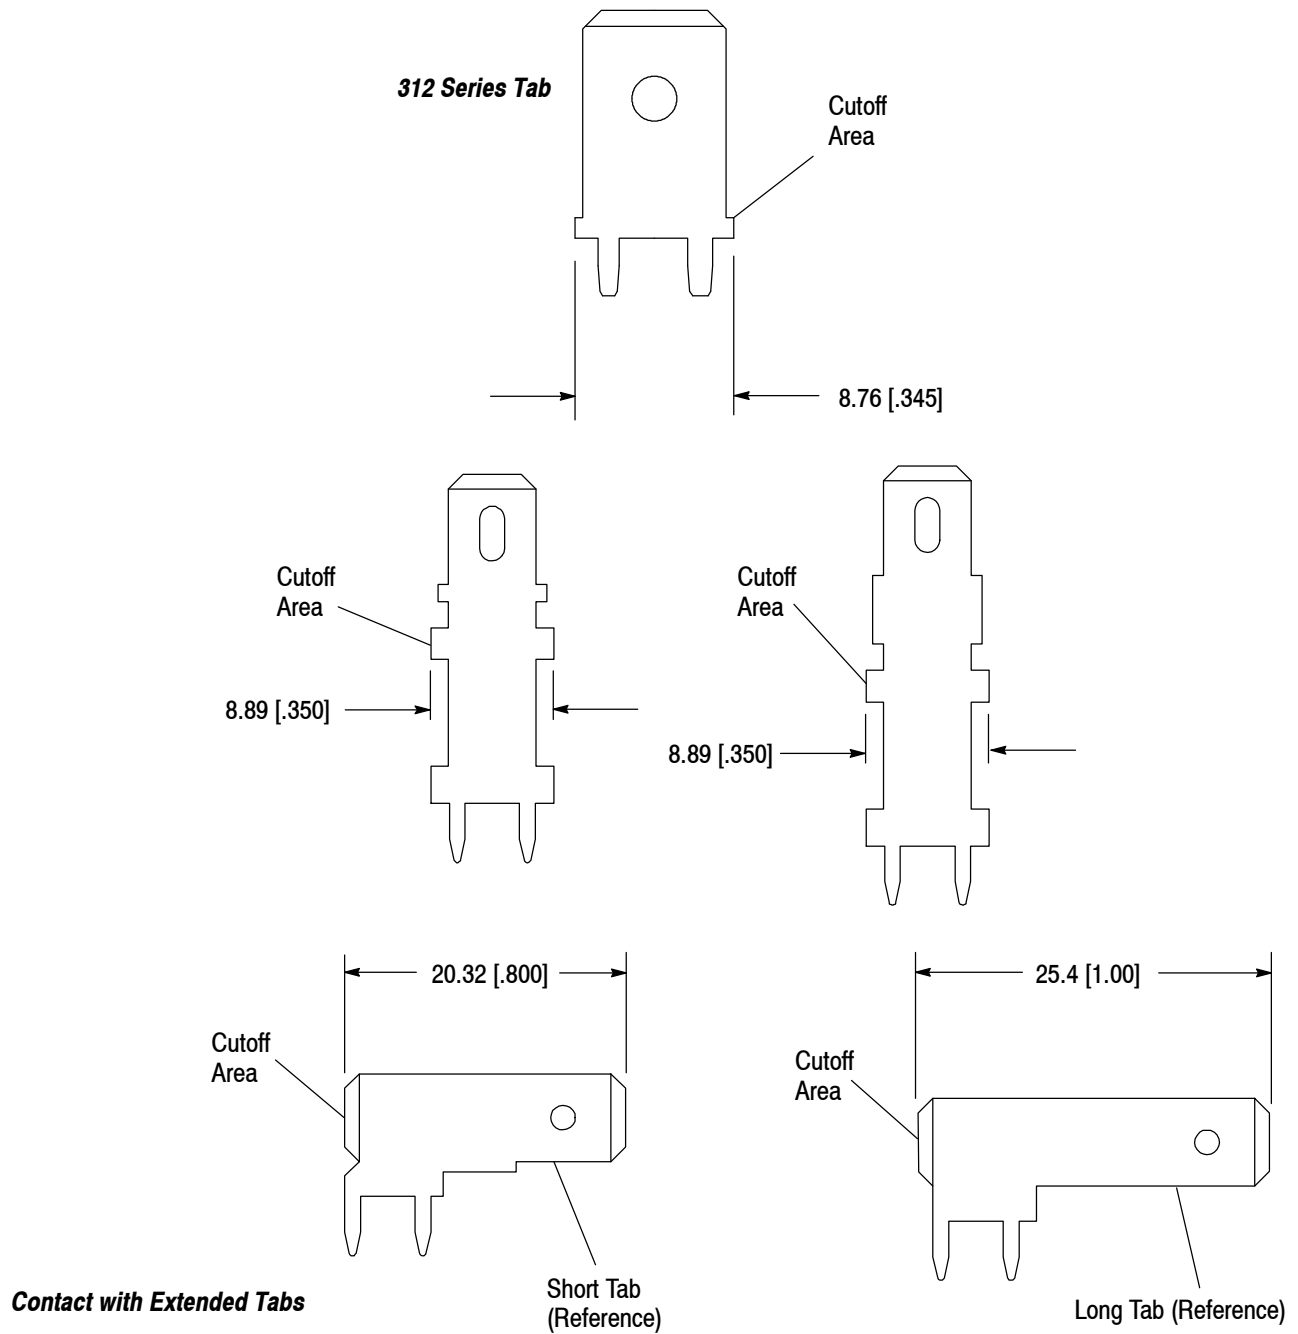 312 Series Tab
Cutoff
Area
8.76 [.345]
Cutoff
Area
8.89 [.350]
Cutoff
Area
8.89 [.350]
20.32 [.800]
Cutoff
Area
Short Tab
(Reference)
25.4 [1.00]
Cutoff
Area
Long Tab (Reference)
Contact with Extended Tabs